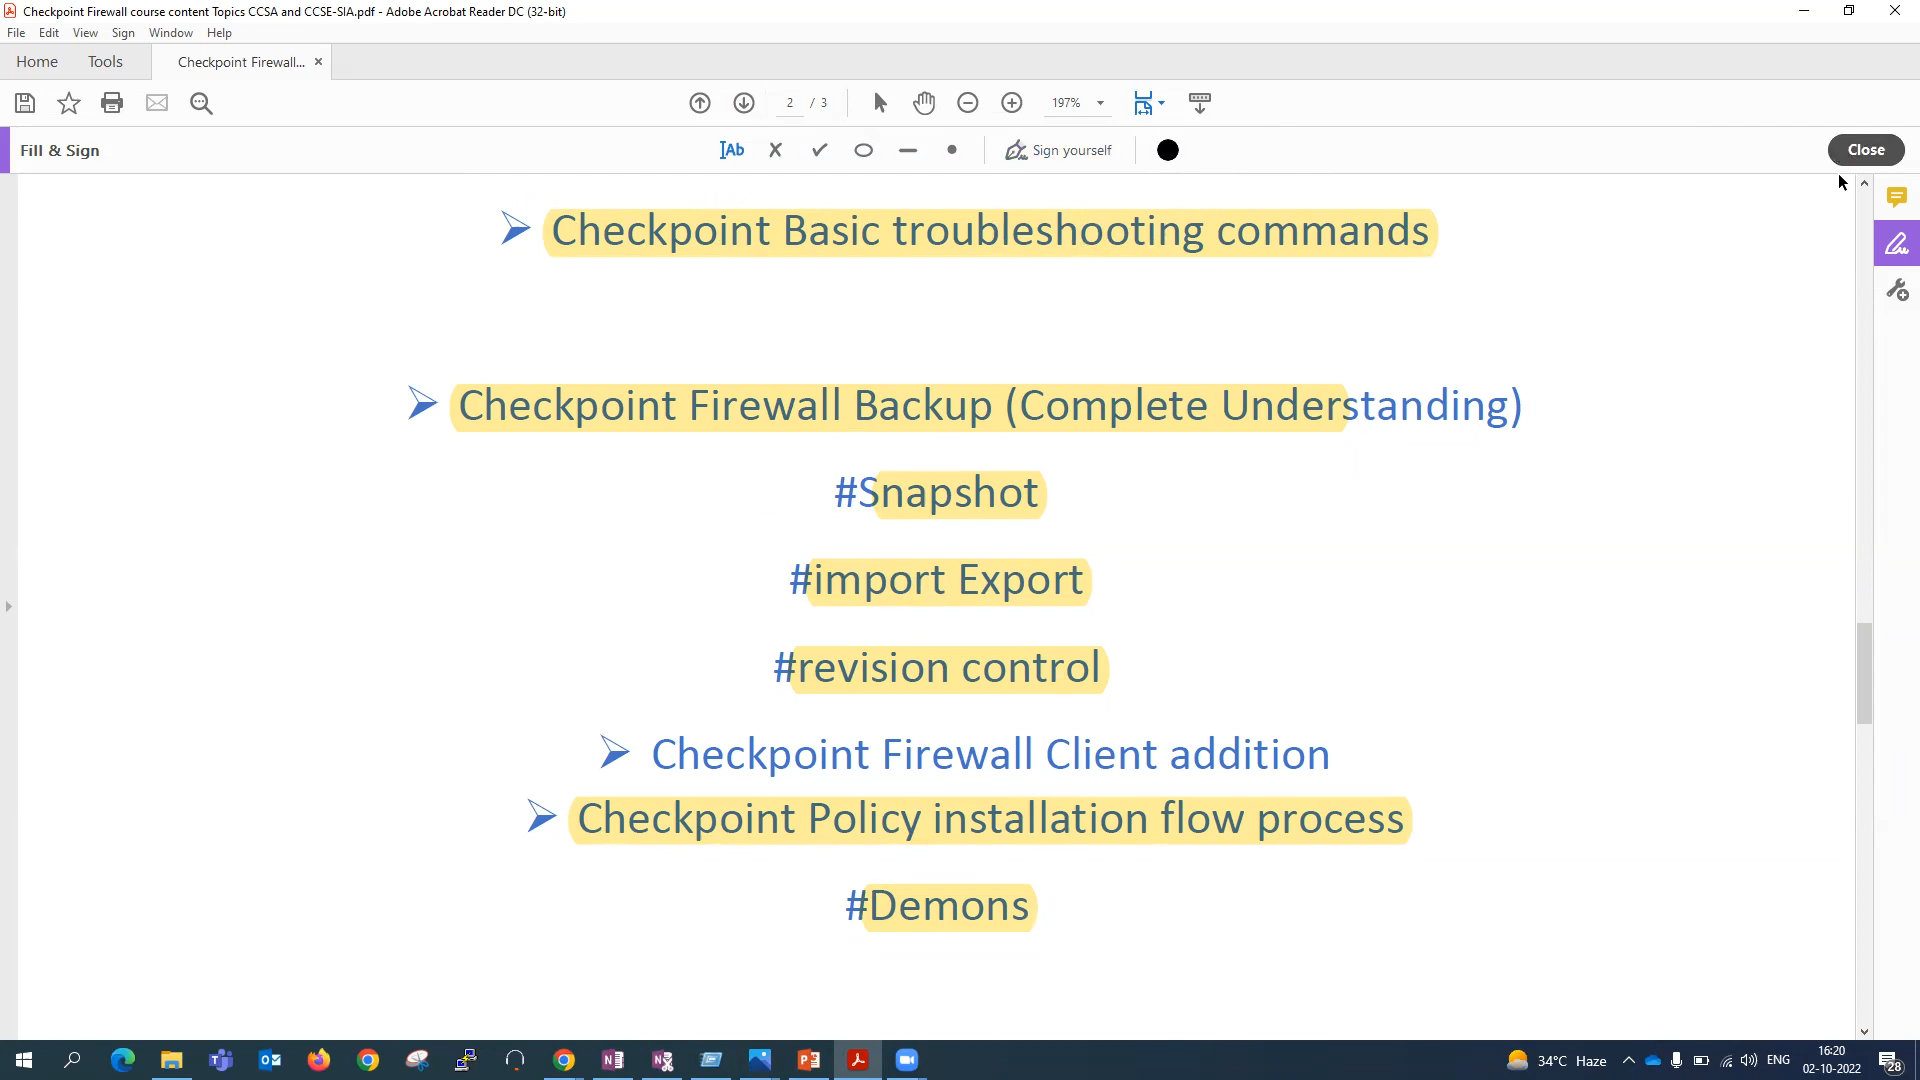 Checkpoint Firewall course content Topics CCSA and CCSE-SIA.pdf - Adobe Acrobat Reader DC (32-bit)
File Edit View Sign Window Help
Home Tools Checkpoint Firewall...
2 / 3 197%
Fill & Sign Ab Sign yourself Close
Checkpoint Basic troubleshooting commands
Checkpoint Firewall Backup (Complete Understanding)
#Snapshot
#import Export
#revision control
Checkpoint Firewall Client addition
Checkpoint Policy installation flow process
#Demons
34°C Haze ENG 16:20
02-10-2022 28